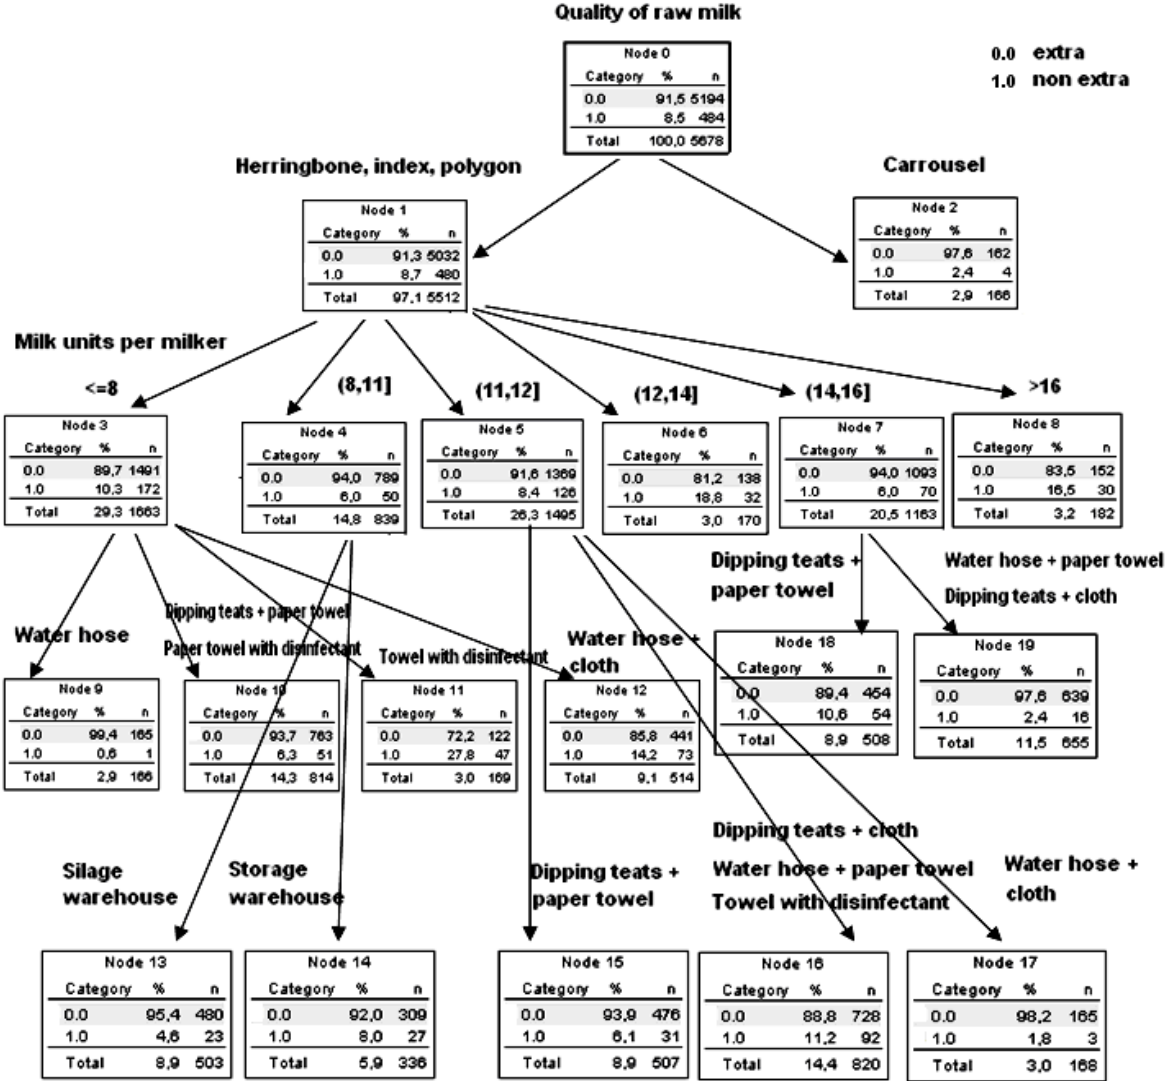 Quality of raw milk
Node 0
Category % n
0.0 91,5 5194
1.0 8,5 484
Total 100,0 5678
0.0 extra
1.0 non extra
Herringbone, index, polygon
Node 1
Category % n
0.0 91,3 5032
1.0 8,7 480
Total 97,1 5512
Carrousel
Node 2
Category % n
0.0 97,6 162
1.0 2,4 4
Total 2,9 166
Milk units per milker
<=8
Node 3
Category % n
0.0 89,7 1491
1.0 10,3 172
Total 29,3 1663
(8,11]
Node 4
Category % n
0.0 94,0 789
1.0 6,0 50
Total 14,8 839
(11,12]
Node 5
Category % n
0.0 91,6 1369
1.0 8,4 126
Total 26,3 1495
(12,14]
Node 6
Category % n
0.0 81,2 138
1.0 18,8 32
Total 3,0 170
(14,16]
Node 7
Category % n
0.0 94,0 1093
1.0 6,0 70
Total 20,5 1163
>16
Node 8
Category % n
0.0 83,5 152
1.0 16,5 30
Total 3,2 182
Water hose
Node 9
Category % n
0.0 99,4 165
1.0 0,6 1
Total 2,9 166
Dipping teats + paper towel
Paper towel with disinfectant
Node 10
Category % n
0.0 93,7 763
1.0 6,3 51
Total 14,3 814
Towel with disinfectant
Node 11
Category % n
0.0 72,2 122
1.0 27,8 47
Total 3,0 169
Water hose +
cloth
Node 12
Category % n
0.0 85,8 441
1.0 14,2 73
Total 9,1 514
Dipping teats +
paper towel
Node 18
Category % n
0.0 89,4 454
1.0 10,6 54
Total 8,9 508
Water hose + paper towel
Dipping teats + cloth
Node 19
Category % n
0.0 97,6 639
1.0 2,4 16
Total 11,5 655
Silage
warehouse
Node 13
Category % n
0.0 95,4 480
1.0 4,6 23
Total 8,9 503
Storage
warehouse
Node 14
Category % n
0.0 92,0 309
1.0 8,0 27
Total 5,9 336
Dipping teats +
paper towel
Node 15
Category % n
0.0 93,9 476
1.0 6,1 31
Total 8,9 507
Dipping teats + cloth
Water hose + paper towel
Towel with disinfectant
Node 16
Category % n
0.0 88,8 728
1.0 11,2 92
Total 14,4 820
Water hose +
cloth
Node 17
Category % n
0.0 98,2 165
1.0 1,8 3
Total 3,0 168